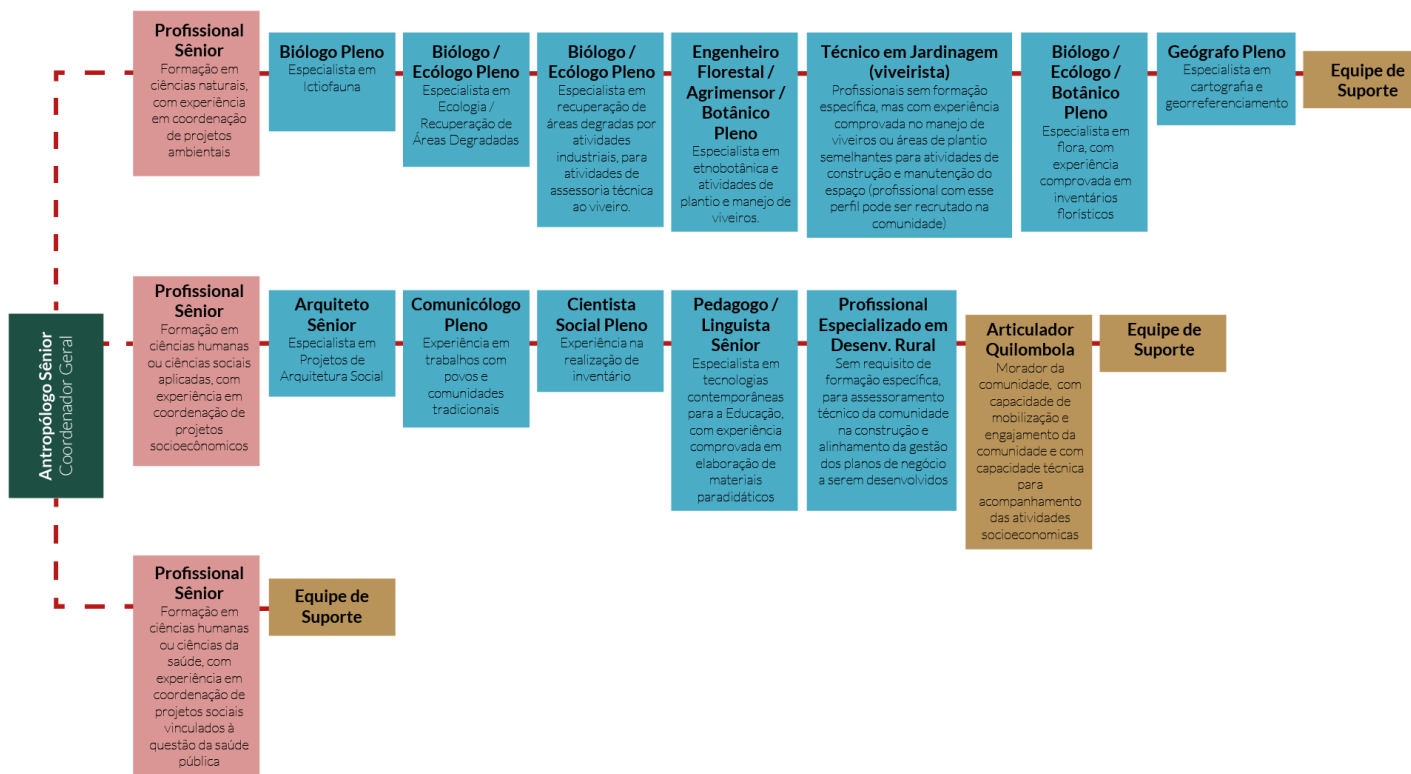 Profissional
Sênior
Formação em
ciências naturais,
com experiência
em coordenação
de projetos
ambientais
Biólogo Pleno
Especialista em
Ictiofauna
Biólogo /
Ecólogo Pleno
Especialista em
Ecologia /
Recuperação de
Áreas Degradadas
Biólogo /
Ecólogo Pleno
Especialista em
recuperação de
áreas degradas por
atividades
industriais, para
atividades de
assessoria técnica
ao viveiro.
Engenheiro
Florestal /
Agrimensor /
Botânico Pleno
Especialista em
etnobotânica e
atividades de
plantio e manejo de
viveiros.
Técnico em Jardinagem
(viveirista)
Profissionais sem formação
específica, mas com experiência
comprovada no manejo de
viveiros ou áreas de plantio
semelhantes para atividades de
construção e manutenção do
espaço (profissional com esse
perfil pode ser recrutado na
comunidade)
Biólogo /
Ecólogo /
Botânico
Pleno
Especialista em
flora, com
experiência
comprovada em
inventários
florísticos
Geógrafo Pleno
Especialista em
cartografia e
georreferenciamento
Equipe de
Suporte
Antropólogo Sênior
Coordenador Geral
Profissional
Sênior
Formação em
ciências humanas
ou ciências sociais
aplicadas, com
experiência em
coordenação de
projetos
socioecônomicos
Arquiteto
Sênior
Especialista em
Projetos de
Arquitetura Social
Comunicólogo
Pleno
Experiência em
trabalhos com
povos e
comunidades
tradicionais
Cientista
Social Pleno
Experiência na
realização de
inventário
Pedagogo /
Linguista
Sênior
Especialista em
tecnologias
contemporâneas
para a Educação,
com experiência
comprovada em
elaboração de
materiais
paradidáticos
Profissional
Especializado em
Desenv. Rural
Sem requisito de
formação específica,
para assessoramento
técnico da comunidade
na construção e
alinhamento da gestão
dos planos de negócio
a serem desenvolvidos
Articulador
Quilombola
Morador da
comunidade, com
capacidade de
mobilização e
engajamento da
comunidade e com
capacidade técnica
para
acompanhamento
das atividades
socioeconomicas
Equipe de
Suporte
Profissional
Sênior
Formação em
ciências humanas
ou ciências da
saúde, com
experiência em
coordenação de
projetos sociais
vinculados à
questão da saúde
pública
Equipe de
Suporte